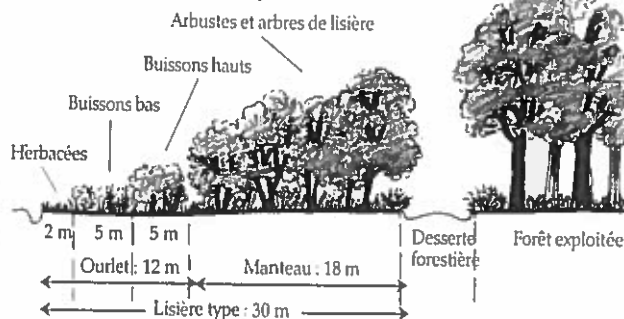 Arbustes et arbres de lisière
Buissons hauts
Buissons bas
Herbacées
2 m 5 m 5 m
Desserte
forestière
Forêt exploitée
Ourlet : 12 m
Manteau : 18 m
Lisière type : 30 m